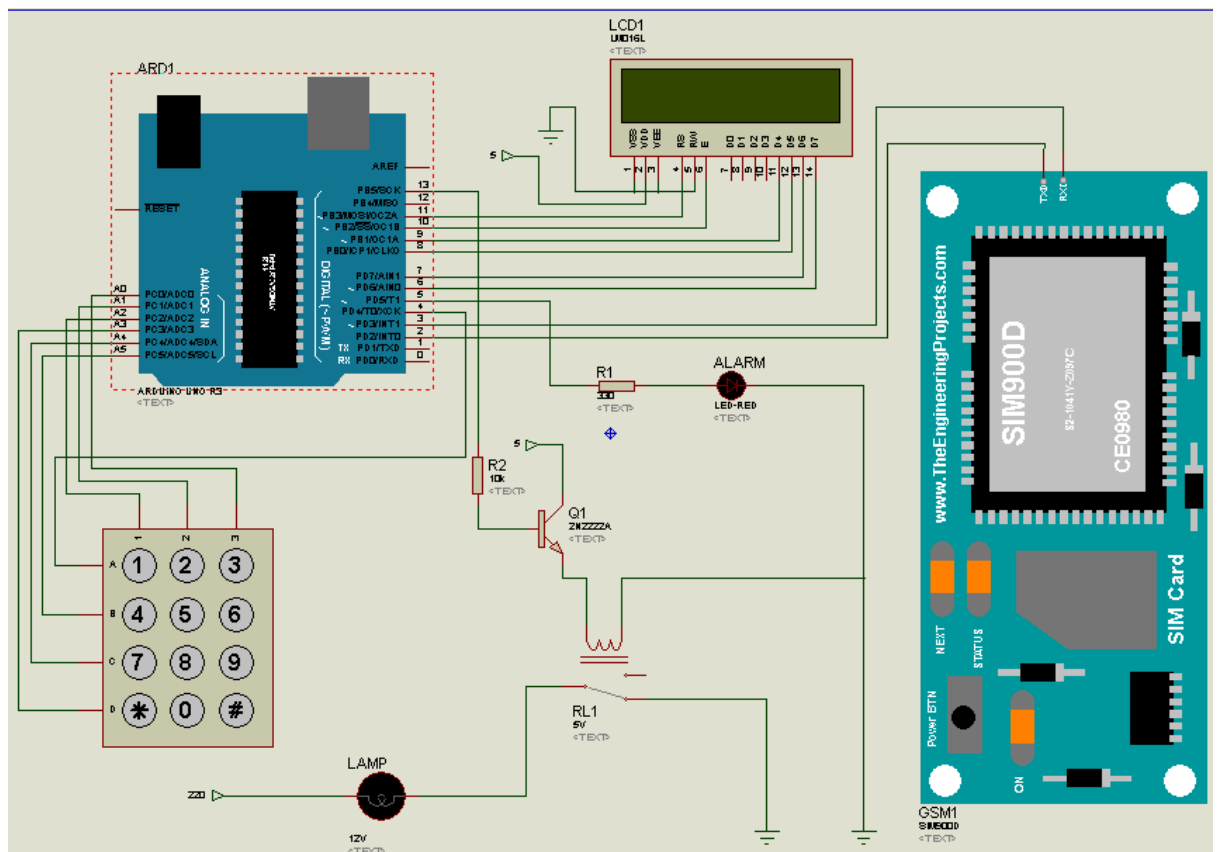 LCD1
LM016L
<TEXT>
ARD1
VSS
VDD
VEE
RS
RW
E
D0
D1
D2
D3
D4
D5
D6
D7
1
2
3
4
5
6
7
8
9
10
11
12
13
14
5
AREF
RESET
PB5/SCK 13
PB4/MISO 12
~PB3/MOSI/OC2A 11
~PB2/SS/OC1B 10
~PB1/OC1A 9
PB0/ICP1/CLKO 8
PD7/AIN1 7
~PD6/AIN0 6
~PD5/T1 5
PD4/T0/XCK 4
~PD3/INT1 3
PD2/INT0 2
TX PD1/TXD 1
RX PD0/RXD 0
DIGITAL (~PWM)
ANALOG IN
A0 PC0/ADC0
A1 PC1/ADC1
A2 PC2/ADC2
A3 PC3/ADC3
A4 PC4/ADC4/SDA
A5 PC5/ADC5/SCL
ARDUINO UNO R3
<TEXT>
TXD
RXD
www.TheEngineeringProjects.com
SIM900D
S2-1041Y-Z097C
CE0980
SIM Card
NEXT
STATUS
Power BTN
ON
GSM1
SIM900D
<TEXT>
R1
330
<TEXT>
ALARM
LED-RED
<TEXT>
5
R2
10k
<TEXT>
Q1
2N2222A
<TEXT>
1 2 3
A 1 2 3
B 4 5 6
C 7 8 9
D * 0 #
RL1
5V
<TEXT>
LAMP
220
12V
<TEXT>